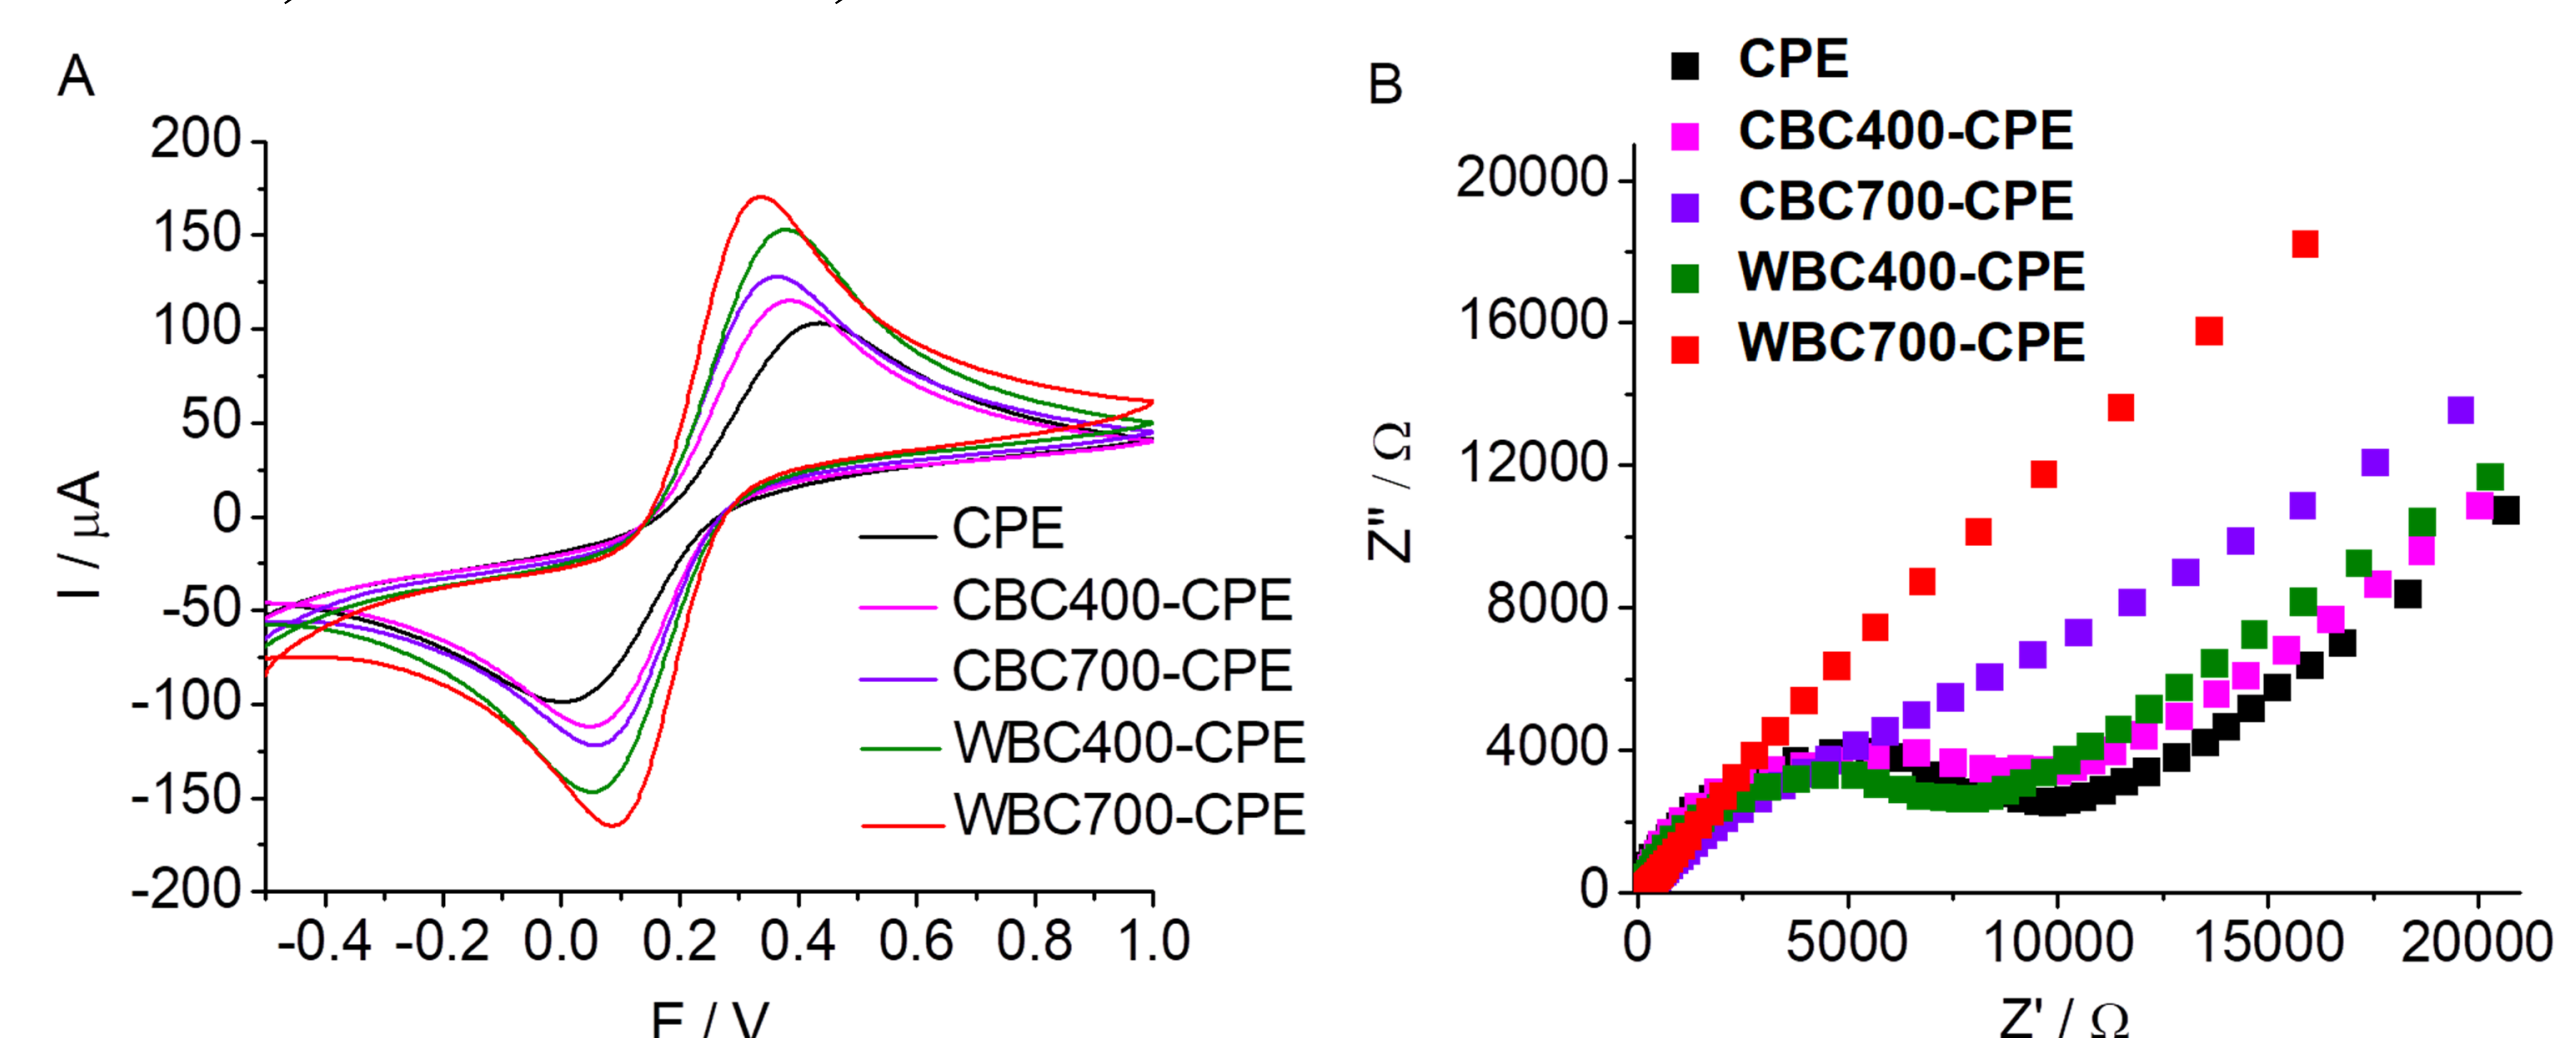 A
200
150
100
50
0
-50
-100
-150
-200
I / μA
-0.4 -0.2 0.0 0.2 0.4 0.6 0.8 1.0
E / V
CPE
CBC400-CPE
CBC700-CPE
WBC400-CPE
WBC700-CPE
B
CPE
CBC400-CPE
CBC700-CPE
WBC400-CPE
WBC700-CPE
20000
16000
12000
8000
4000
0
Z" / Ω
0 5000 10000 15000 20000
Z' / Ω